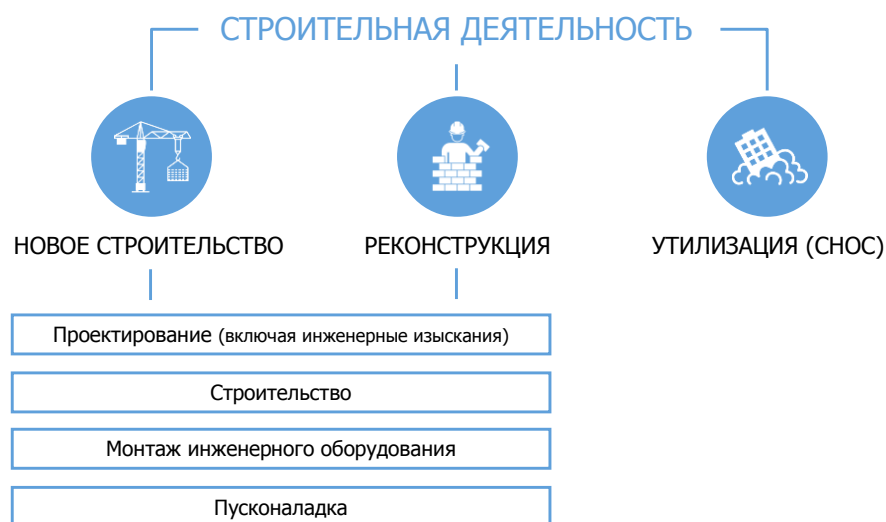 СТРОИТЕЛЬНАЯ ДЕЯТЕЛЬНОСТЬ
НОВОЕ СТРОИТЕЛЬСТВО
РЕКОНСТРУКЦИЯ
УТИЛИЗАЦИЯ (СНОС)
Проектирование (включая инженерные изыскания)
Строительство
Монтаж инженерного оборудования
Пусконаладка